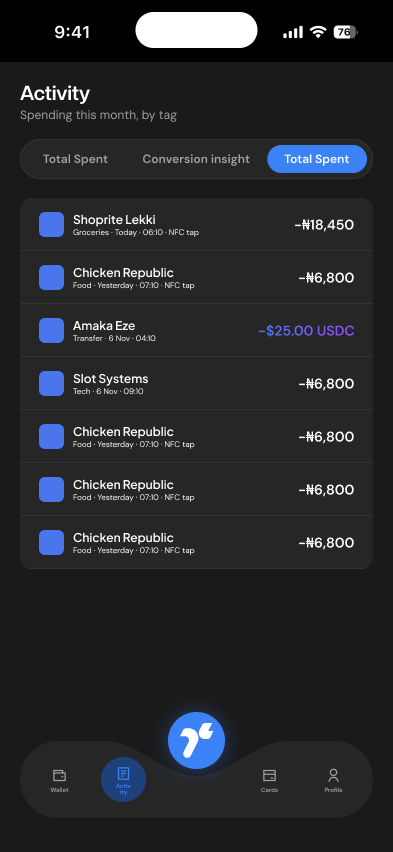 9:41
76
Activity
Spending this month, by tag
Total Spent
Conversion insight
Total Spent
Shoprite Lekki
Groceries · Today · 06:10 · NFC tap
-₦18,450
Chicken Republic
Food · Yesterday · 07:10 · NFC tap
-₦6,800
Amaka Eze
Transfer · 6 Nov · 04:10
-$25.00 USDC
Slot Systems
Tech · 6 Nov · 09:10
-₦6,800
Chicken Republic
Food · Yesterday · 07:10 · NFC tap
-₦6,800
Chicken Republic
Food · Yesterday · 07:10 · NFC tap
-₦6,800
Chicken Republic
Food · Yesterday · 07:10 · NFC tap
-₦6,800
Wallet
Activ
ity
Cards
Profile